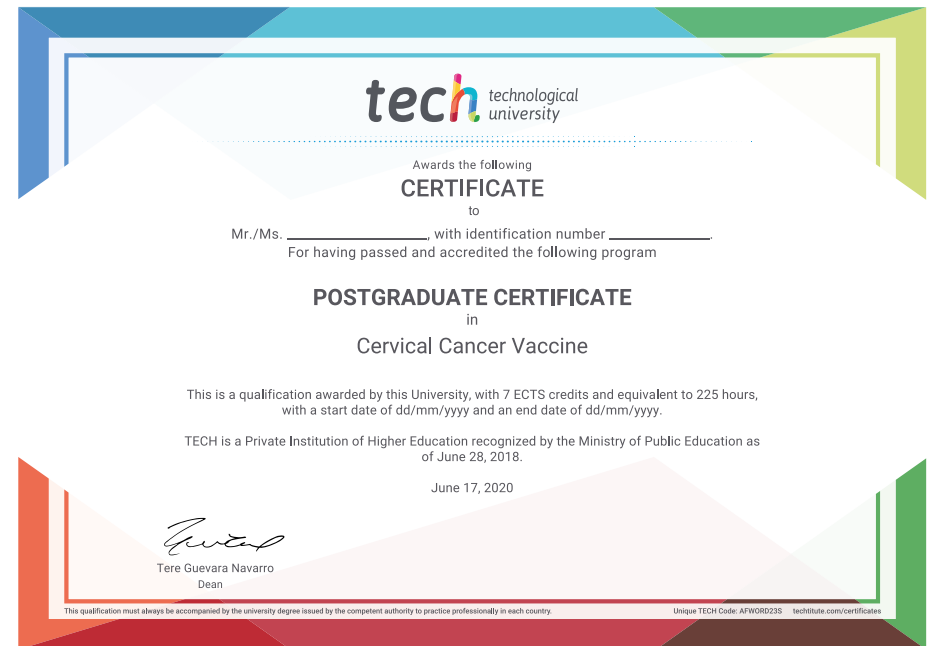 tech technological
university
Awards the following
CERTIFICATE
to
Mr./Ms. ____________________, with identification number ______________.
For having passed and accredited the following program
POSTGRADUATE CERTIFICATE
in
Cervical Cancer Vaccine
This is a qualification awarded by this University, with 7 ECTS credits and equivalent to 225 hours,
with a start date of dd/mm/yyyy and an end date of dd/mm/yyyy.
TECH is a Private Institution of Higher Education recognized by the Ministry of Public Education as
of June 28, 2018.
June 17, 2020
Tere Guevara Navarro
Dean
This qualification must always be accompanied by the university degree issued by the competent authority to practice professionally in each country.
Unique TECH Code: AFWORD23S techtitute.com/certificates